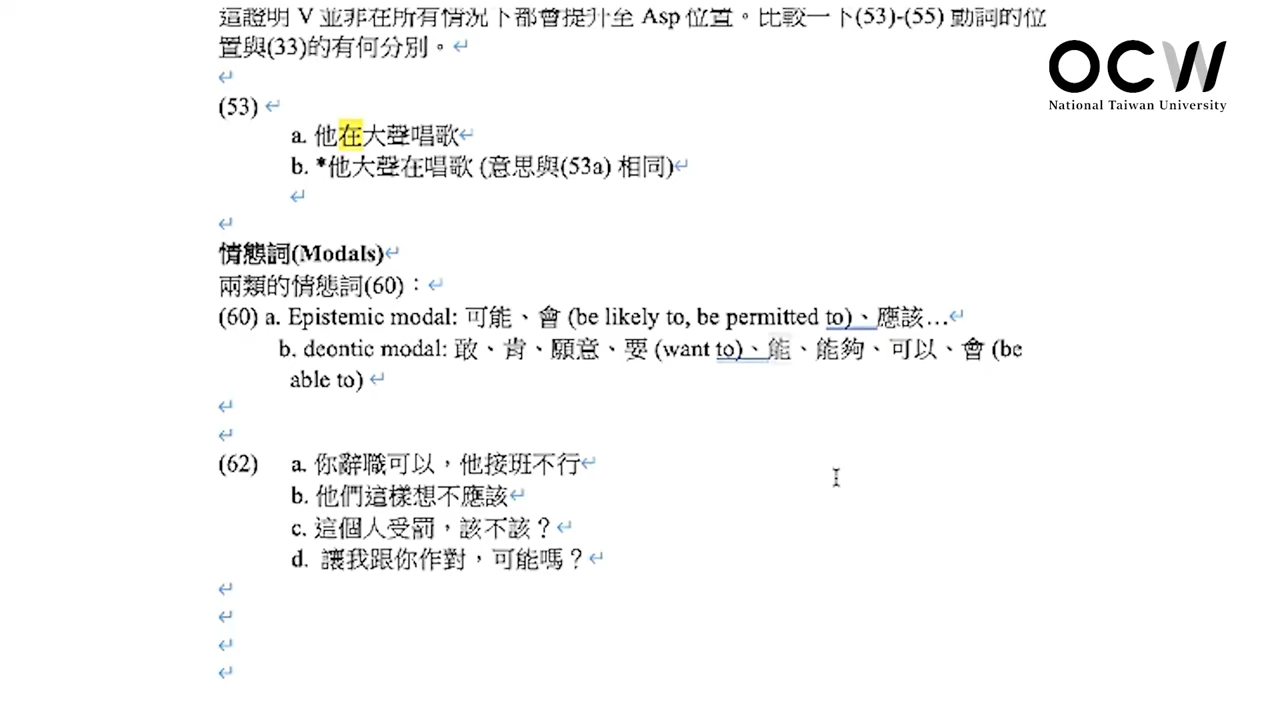 這證明 V 並非在所有情況下都會提升至 Asp 位置。比較一下(53)-(55) 動詞的位
置與(33)的有何分別。
OCW
National Taiwan University
(53)
a. 他在大聲唱歌
b. *他大聲在唱歌 (意思與(53a) 相同)
情態詞(Modals)
兩類的情態詞(60)：
(60) a. Epistemic modal: 可能、會 (be likely to, be permitted to)、應該…
b. deontic modal: 敢、肯、願意、要 (want to)、能、能夠、可以、會 (be
able to)
(62) a. 你辭職可以，他接班不行
b. 他們這樣想不應該
c. 這個人受罰，該不該？
d. 讓我跟你作對，可能嗎？